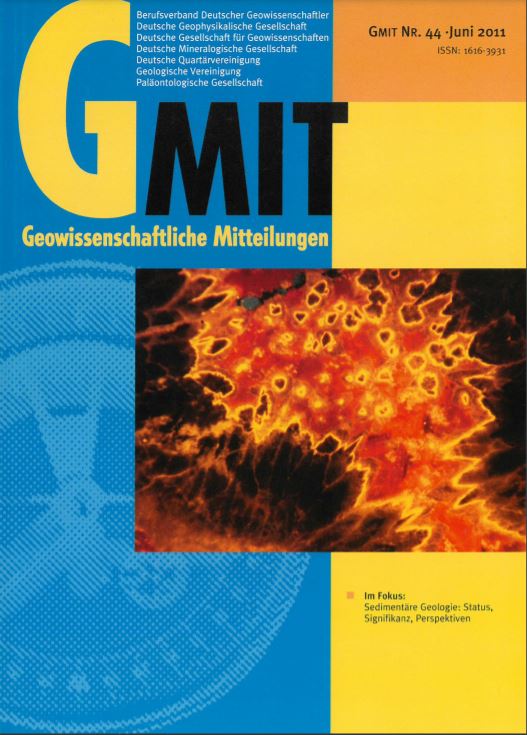 Berufsverband Deutscher Geowissenschaftler
Deutsche Geophysikalische Gesellschaft
Deutsche Gesellschaft für Geowissenschaften
Deutsche Mineralogische Gesellschaft
Deutsche Quartärvereinigung
Geologische Vereinigung
Paläontologische Gesellschaft
GMIT NR. 44 ·JUNI 2011
ISSN: 1616-3931
GMIT
Geowissenschaftliche Mitteilungen
Im Fokus:
Sedimentäre Geologie: Status,
Signifikanz, Perspektiven